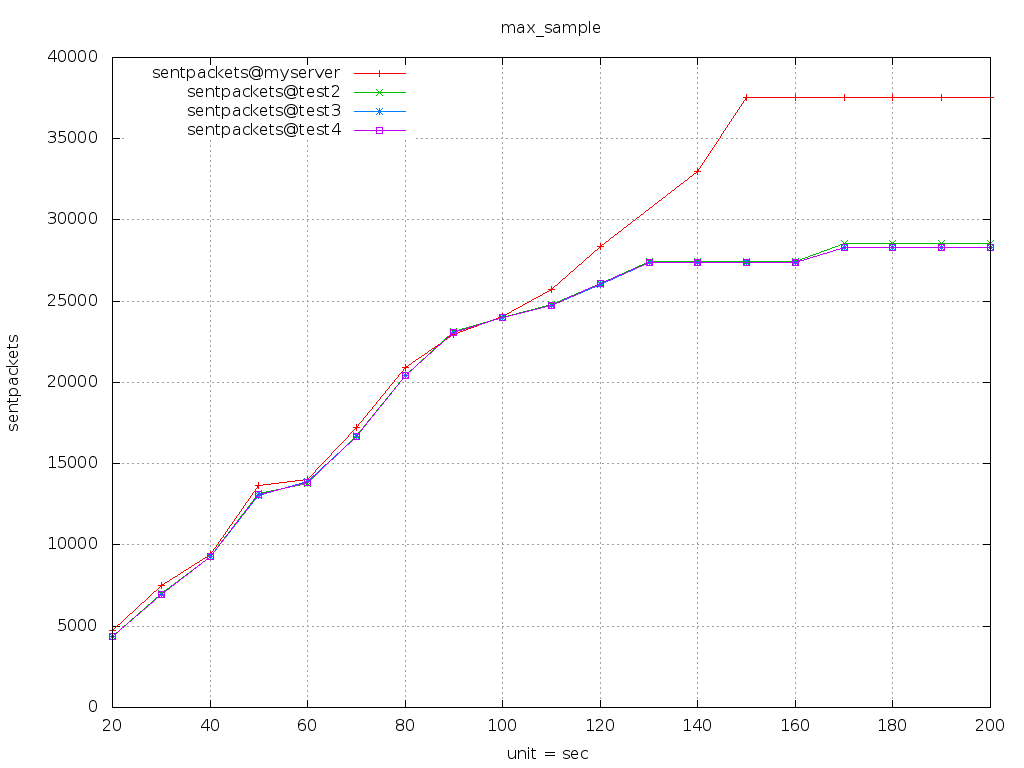 max_sample
40000
35000
30000
25000
20000
15000
10000
5000
0
sentpackets@myserver
sentpackets@test2
sentpackets@test3
sentpackets@test4
sentpackets
20 40 60 80 100 120 140 160 180 200
unit = sec